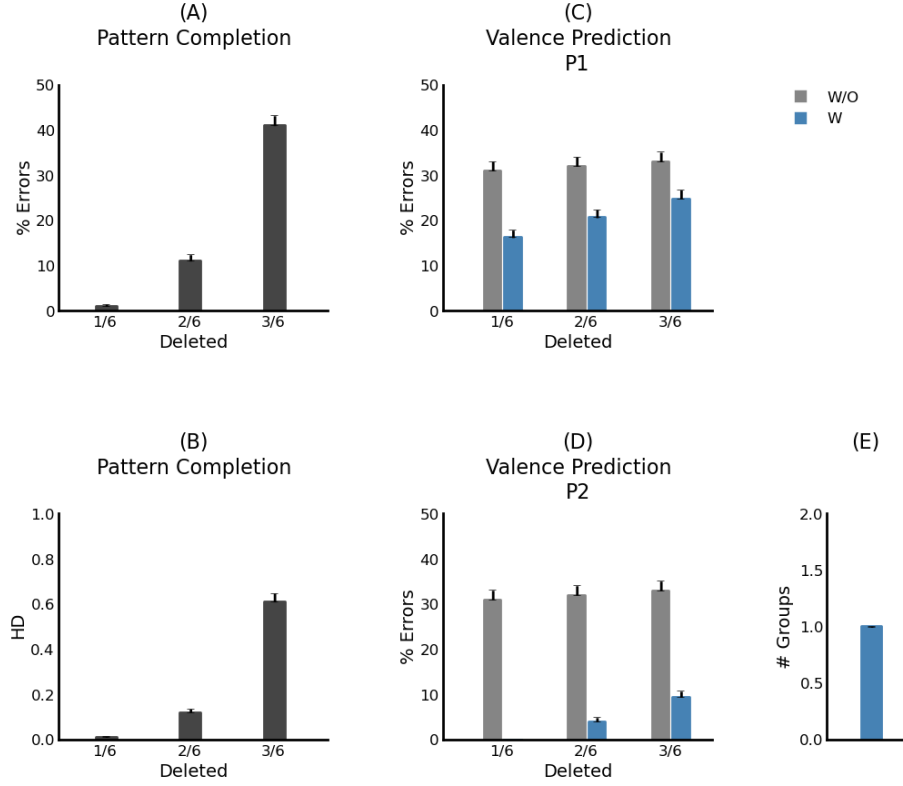 (A)
Pattern Completion
50
40
30
20
10
0
% Errors
1/6 2/6 3/6
Deleted
(C)
Valence Prediction
P1
50
40
30
20
10
0
% Errors
1/6 2/6 3/6
Deleted
W/O
W
(B)
Pattern Completion
1.0
0.8
0.6
0.4
0.2
0.0
HD
1/6 2/6 3/6
Deleted
(D)
Valence Prediction
P2
50
40
30
20
10
0
% Errors
1/6 2/6 3/6
Deleted
(E)
2.0
1.5
1.0
0.5
0.0
# Groups